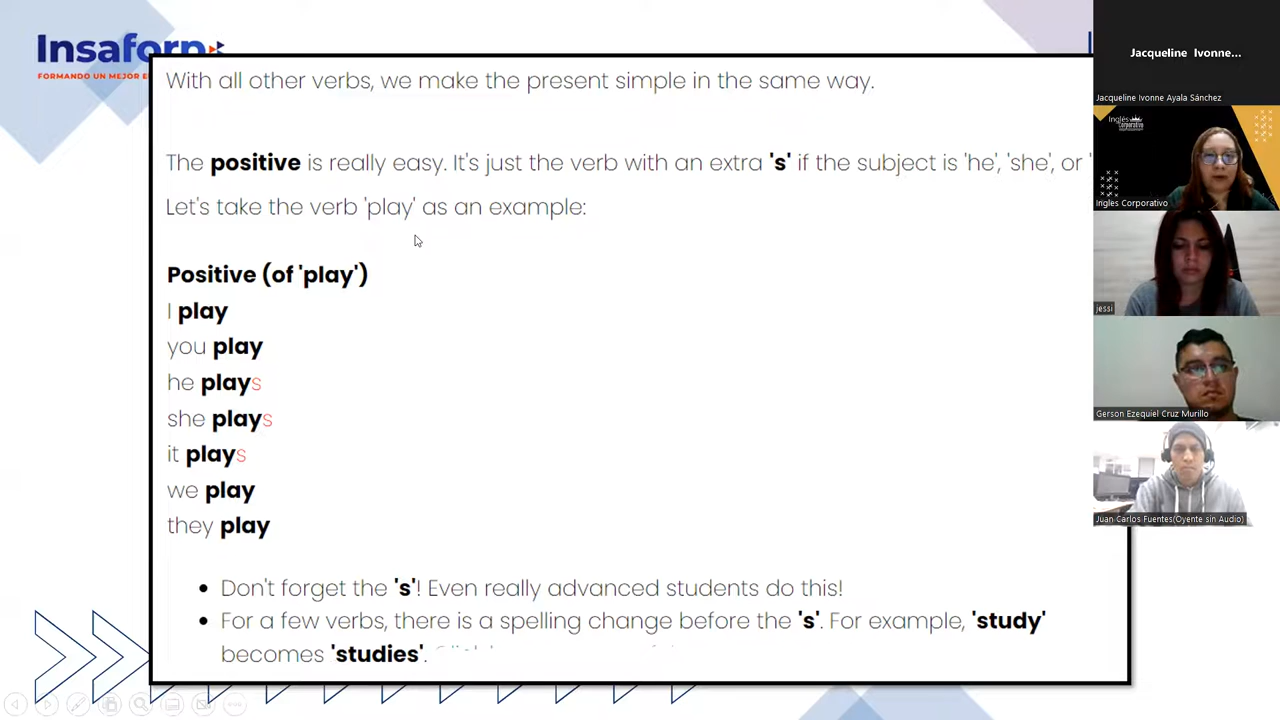 Insaforp
FORMANDO UN MEJOR E
With all other verbs, we make the present simple in the same way.
The positive is really easy. It's just the verb with an extra 's' if the subject is 'he', 'she', or '
Let's take the verb 'play' as an example:
Positive (of 'play')
I play
you play
he plays
she plays
it plays
we play
they play
Don't forget the 's'! Even really advanced students do this!
For a few verbs, there is a spelling change before the 's'. For example, 'study'
becomes 'studies'.
Jacqueline Ivonne...
Jacqueline Ivonne Ayala Sánchez
Inglés
Corporativo
Ingles Corporativo
jessi
Gerson Ezequiel Cruz Murillo
Juan Carlos Fuentes(Oyente sin Audio)